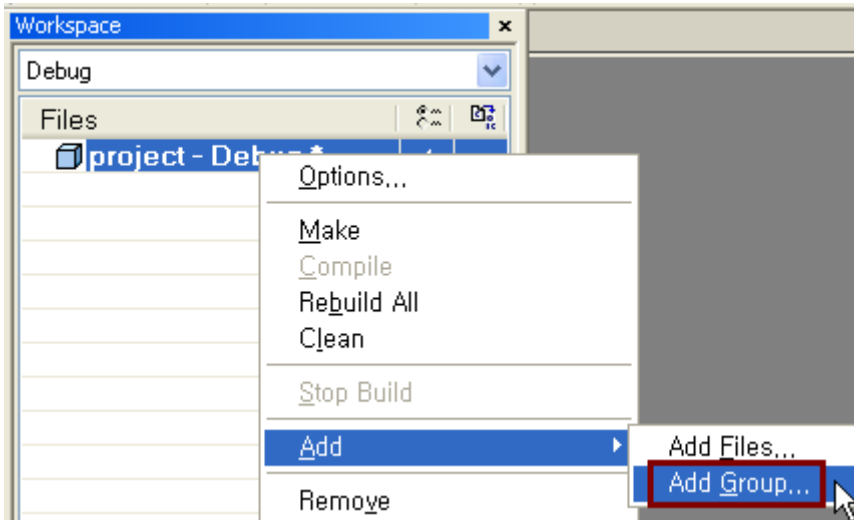 Workspace
Debug
Files
project - Debug *
Options...
Make
Compile
Rebuild All
Clean
Stop Build
Add
Add Files...
Add Group...
Remove